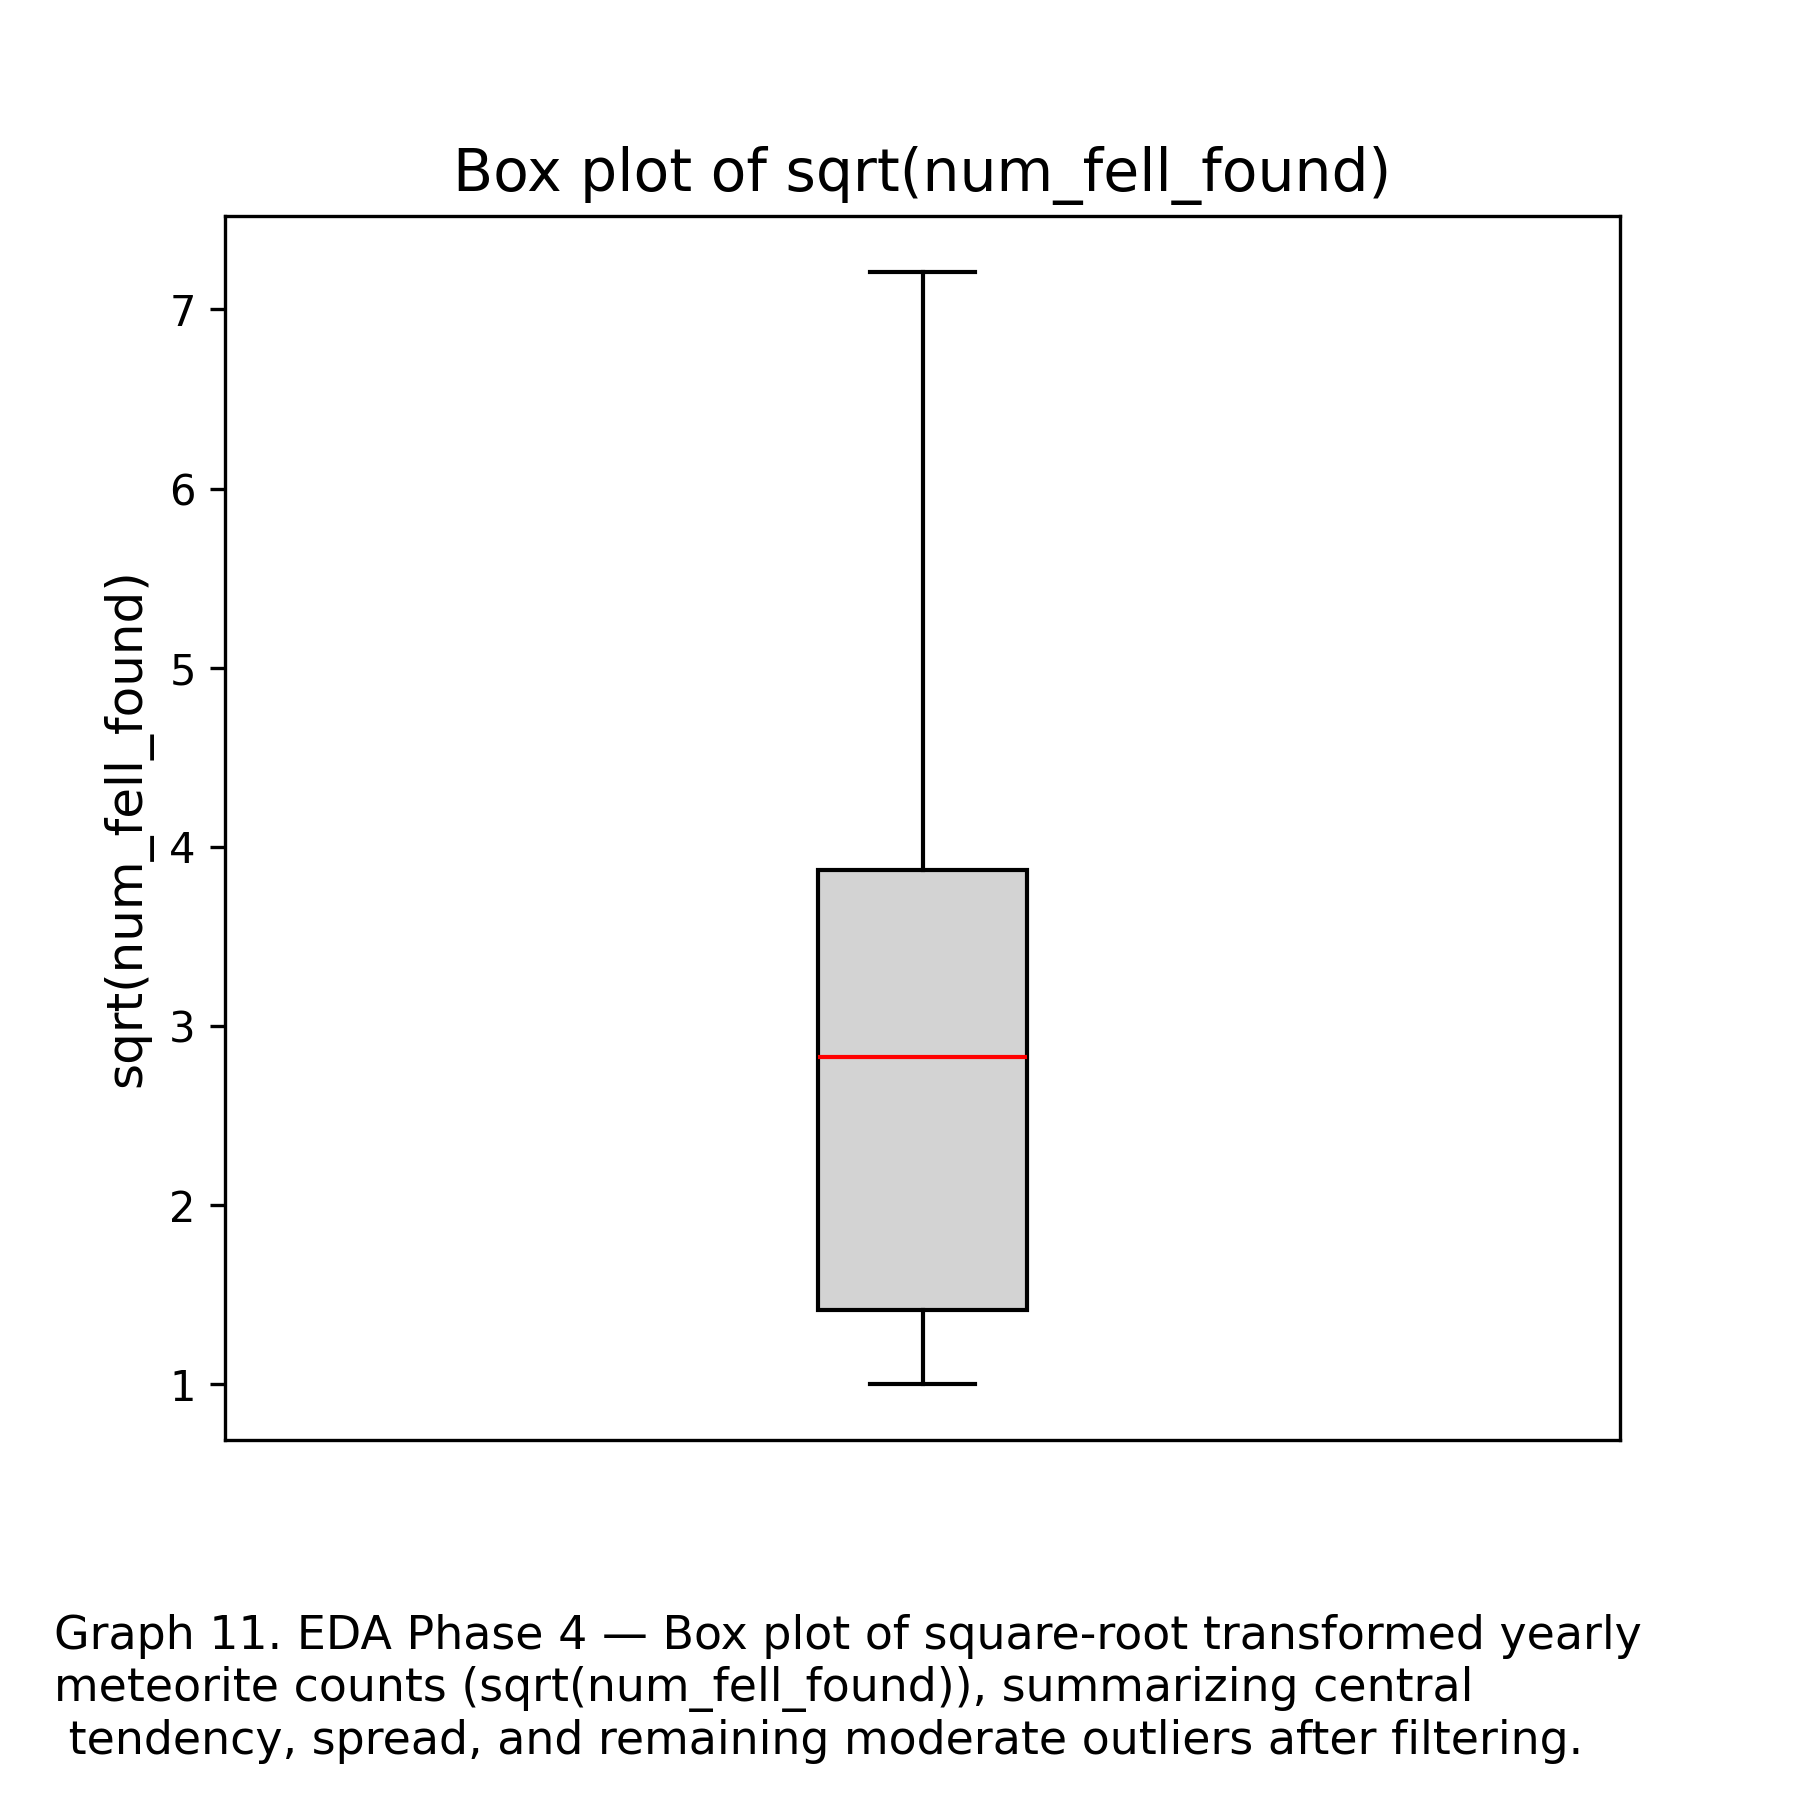 Box plot of sqrt(num_fell_found)
7
6
5
4
3
2
1
sqrt(num_fell_found)
Graph 11. EDA Phase 4 — Box plot of square-root transformed yearly
meteorite counts (sqrt(num_fell_found)), summarizing central
tendency, spread, and remaining moderate outliers after filtering.